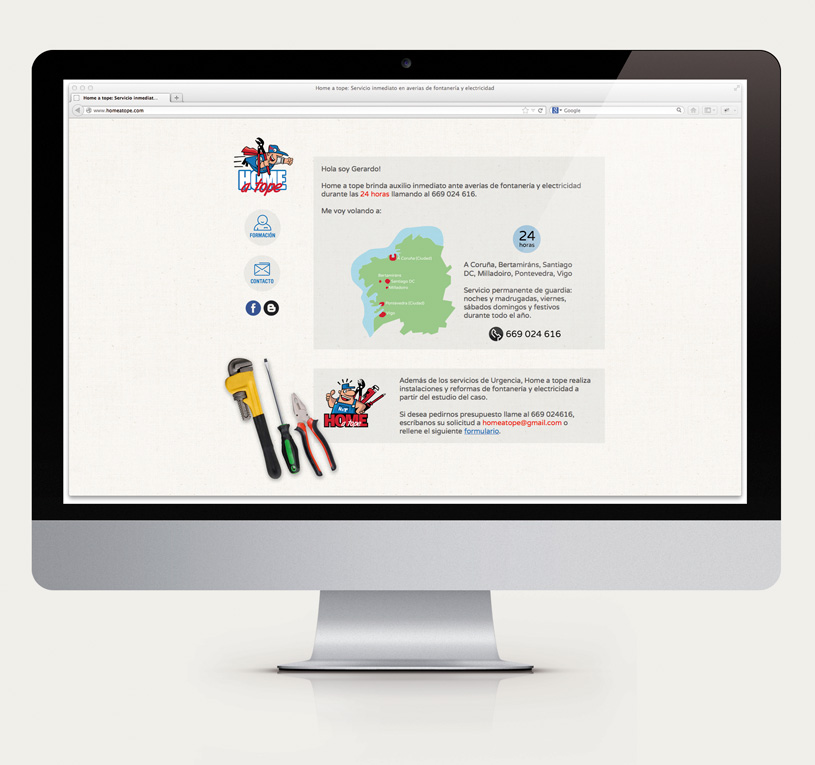 Home a tope: Servicio inmediato en averias de fontanería y electricidad
Home a tope: Servicio inmediat...
www.homeatope.com
Google
HOME
a tope
FORMACIÓN
CONTACTO
Hola soy Gerardo!
Home a tope brinda auxilio inmediato ante averias de fontanería y electricidad
durante las 24 horas llamando al 669 024 616.
Me voy volando a:
A Coruña (Ciudad)
Bertamiráns
Santiago DC
Milladoiro
Pontevedra (Ciudad)
Vigo
24
horas
A Coruña, Bertamiráns, Santiago
DC, Milladoiro, Pontevedra, Vigo
Servicio permanente de guardia:
noches y madrugadas, viernes,
sábados domingos y festivos
durante todo el año.
669 024 616
HOME
a tope
Además de los servicios de Urgencia, Home a tope realiza
instalaciones y reformas de fontanería y electricidad a
partir del estudio del caso.
Si desea pedirnos presupuesto llame al 669 024616,
escríbanos su solicitud a homeatope@gmail.com o
rellene el siguiente formulario.